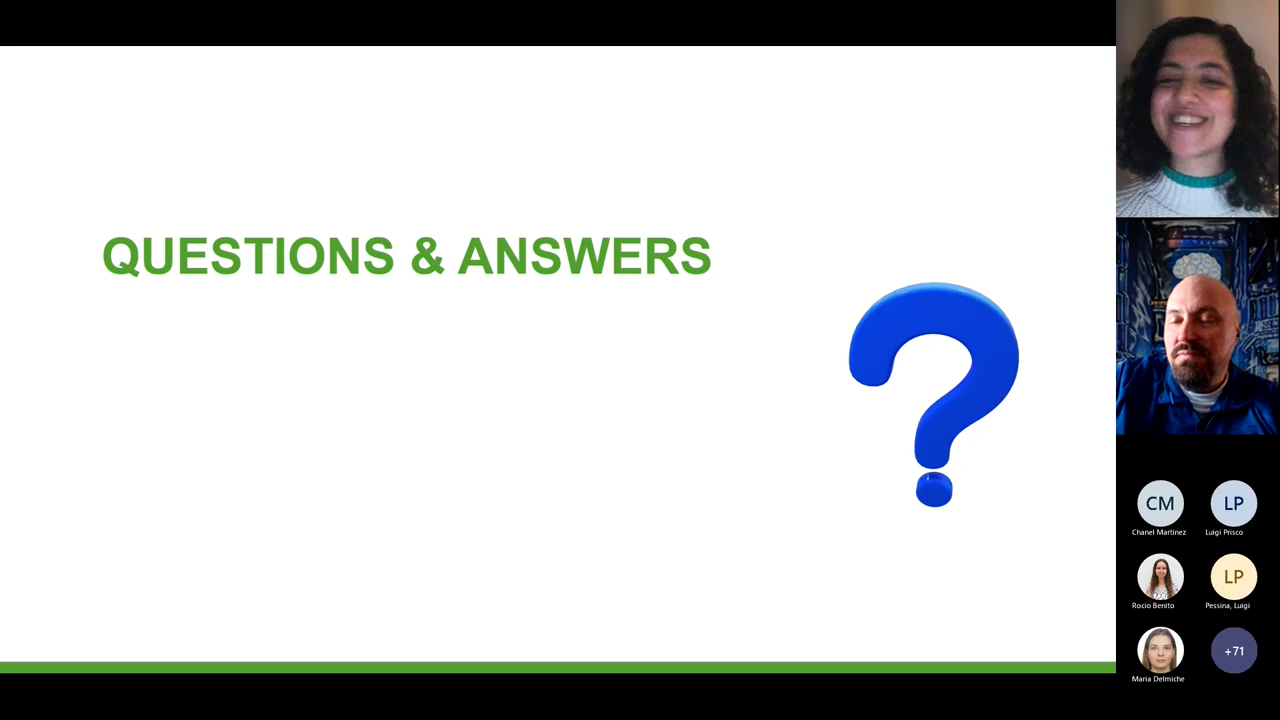 QUESTIONS & ANSWERS
CM
LP
Chanel Martinez
Luigi Prisco
LP
Rocio Benito
Pessina, Luigi
+71
Maria Delmiche